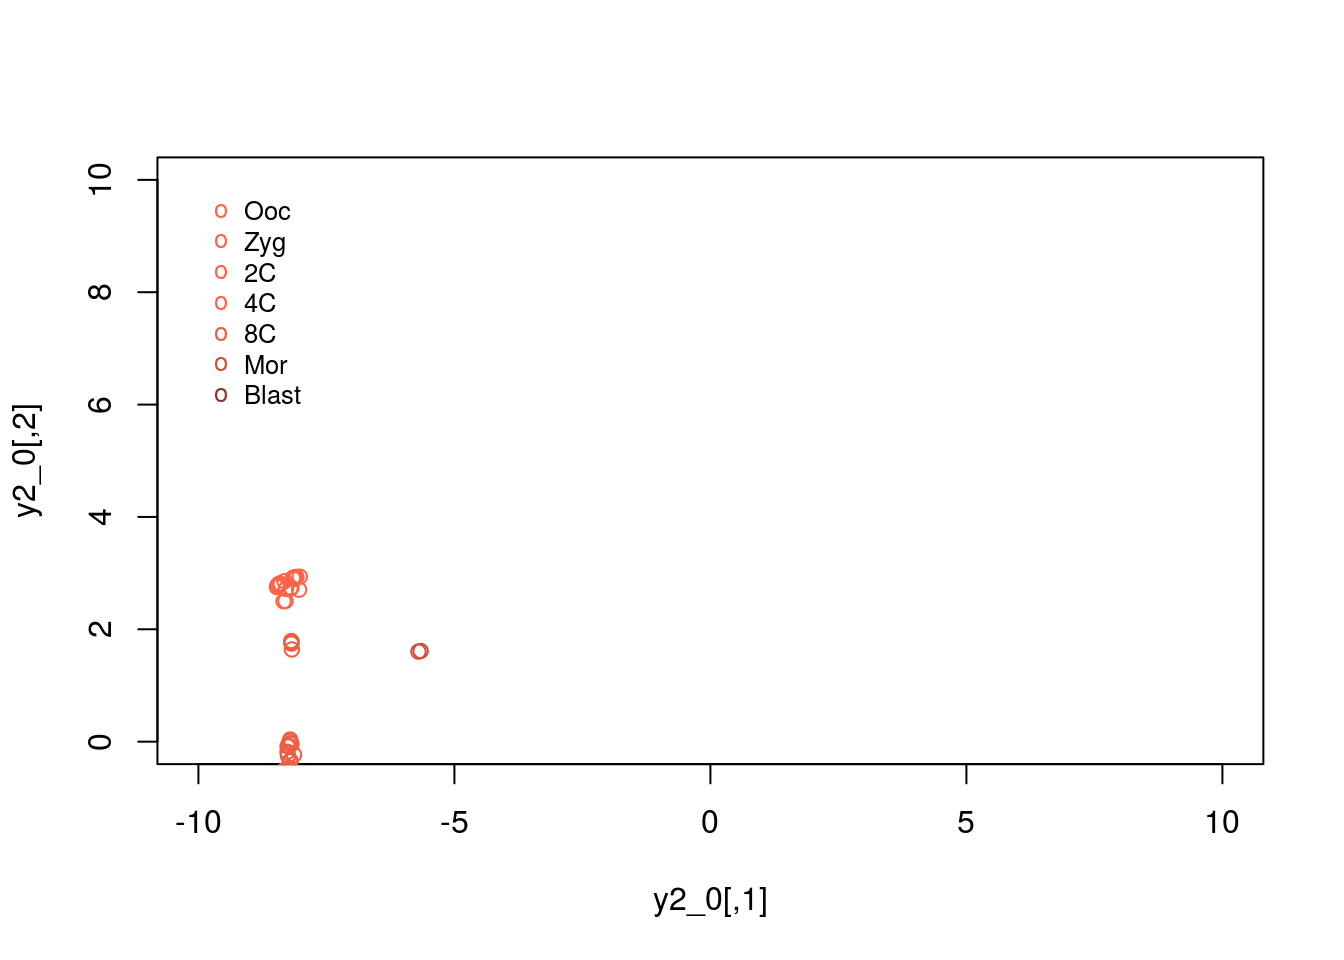 10
8
6
4
2
0
y2_0[,2]
o Ooc
o Zyg
o 2C
o 4C
o 8C
o Mor
o Blast
-10 -5 0 5 10
y2_0[,1]